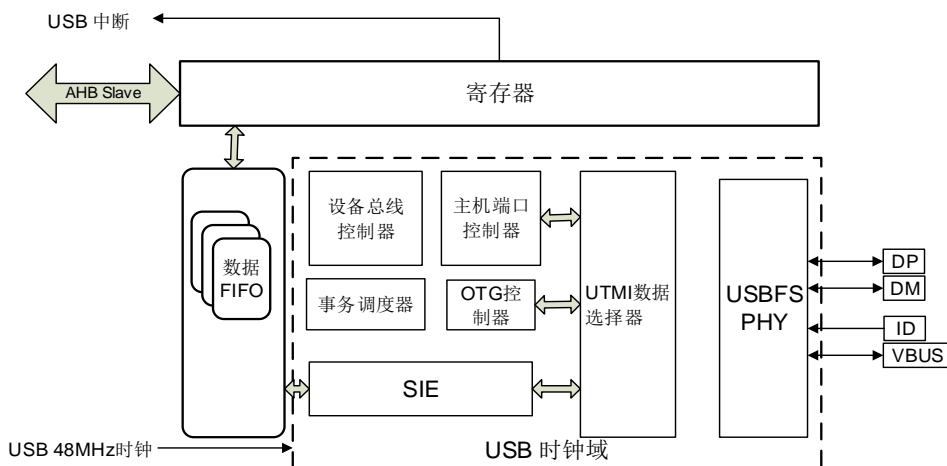 USB 中断
AHB Slave
寄存器
设备总线
控制器
主机端口
控制器
数据
FIFO
事务调度器
OTG控
制器
UTMI数据
选择器
USBFS
PHY
DP
DM
ID
VBUS
SIE
USB 48MHz时钟
USB 时钟域